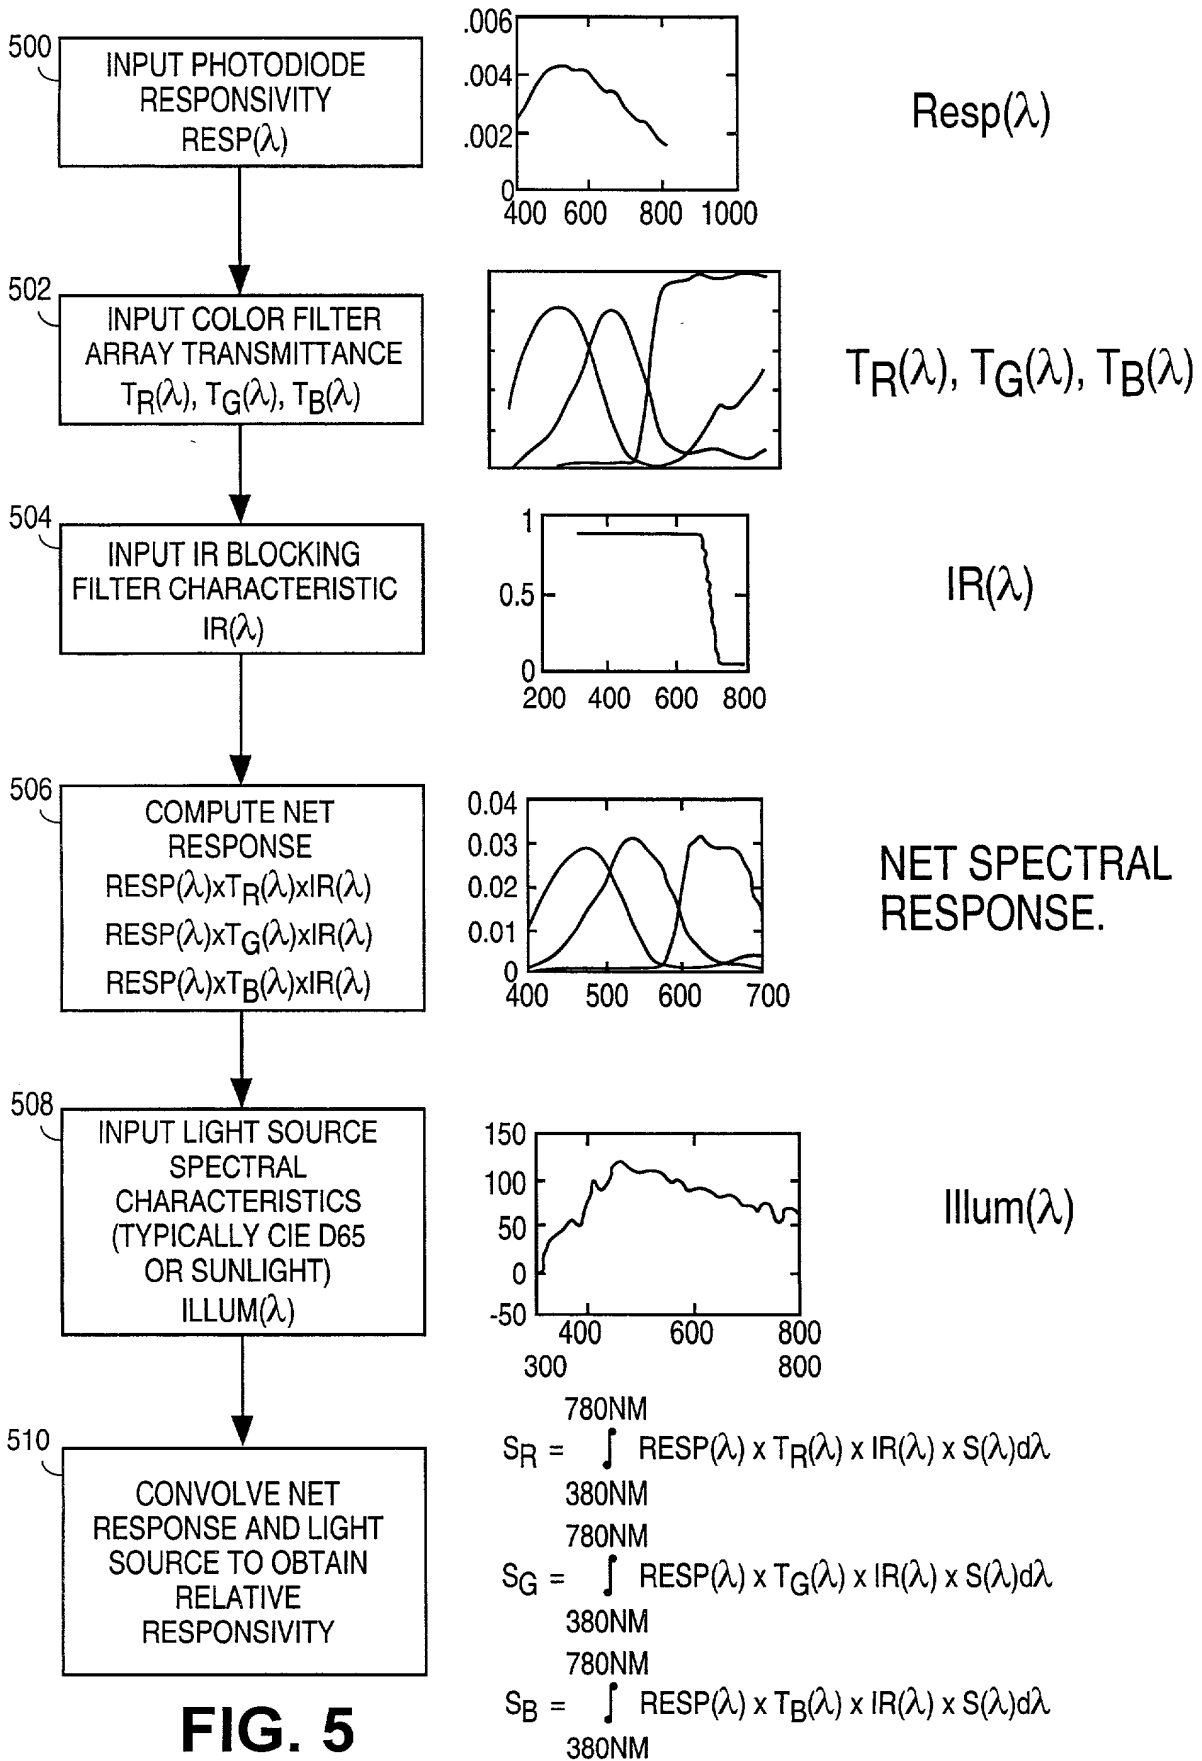 500
INPUT PHOTODIODE
RESPONSIVITY
RESP(λ)
.006
.004
.002
0
400 600 800 1000
Resp(λ)
502
INPUT COLOR FILTER
ARRAY TRANSMITTANCE
TR(λ), TG(λ), TB(λ)
TR(λ), TG(λ), TB(λ)
504
INPUT IR BLOCKING
FILTER CHARACTERISTIC
IR(λ)
1
0.5
0
200 400 600 800
IR(λ)
506
COMPUTE NET
RESPONSE
RESP(λ)xTR(λ)xIR(λ)
RESP(λ)xTG(λ)xIR(λ)
RESP(λ)xTB(λ)xIR(λ)
0.04
0.03
0.02
0.01
0
400 500 600 700
NET SPECTRAL
RESPONSE.
508
INPUT LIGHT SOURCE
SPECTRAL
CHARACTERISTICS
(TYPICALLY CIE D65
OR SUNLIGHT)
ILLUM(λ)
150
100
50
0
-50
400 600 800
300 800
Illum(λ)
510
CONVOLVE NET
RESPONSE AND LIGHT
SOURCE TO OBTAIN
RELATIVE
RESPONSIVITY
780NM
SR = ∫ RESP(λ) x TR(λ) x IR(λ) x S(λ)dλ
380NM
780NM
SG = ∫ RESP(λ) x TG(λ) x IR(λ) x S(λ)dλ
380NM
780NM
SB = ∫ RESP(λ) x TB(λ) x IR(λ) x S(λ)dλ
380NM
FIG. 5